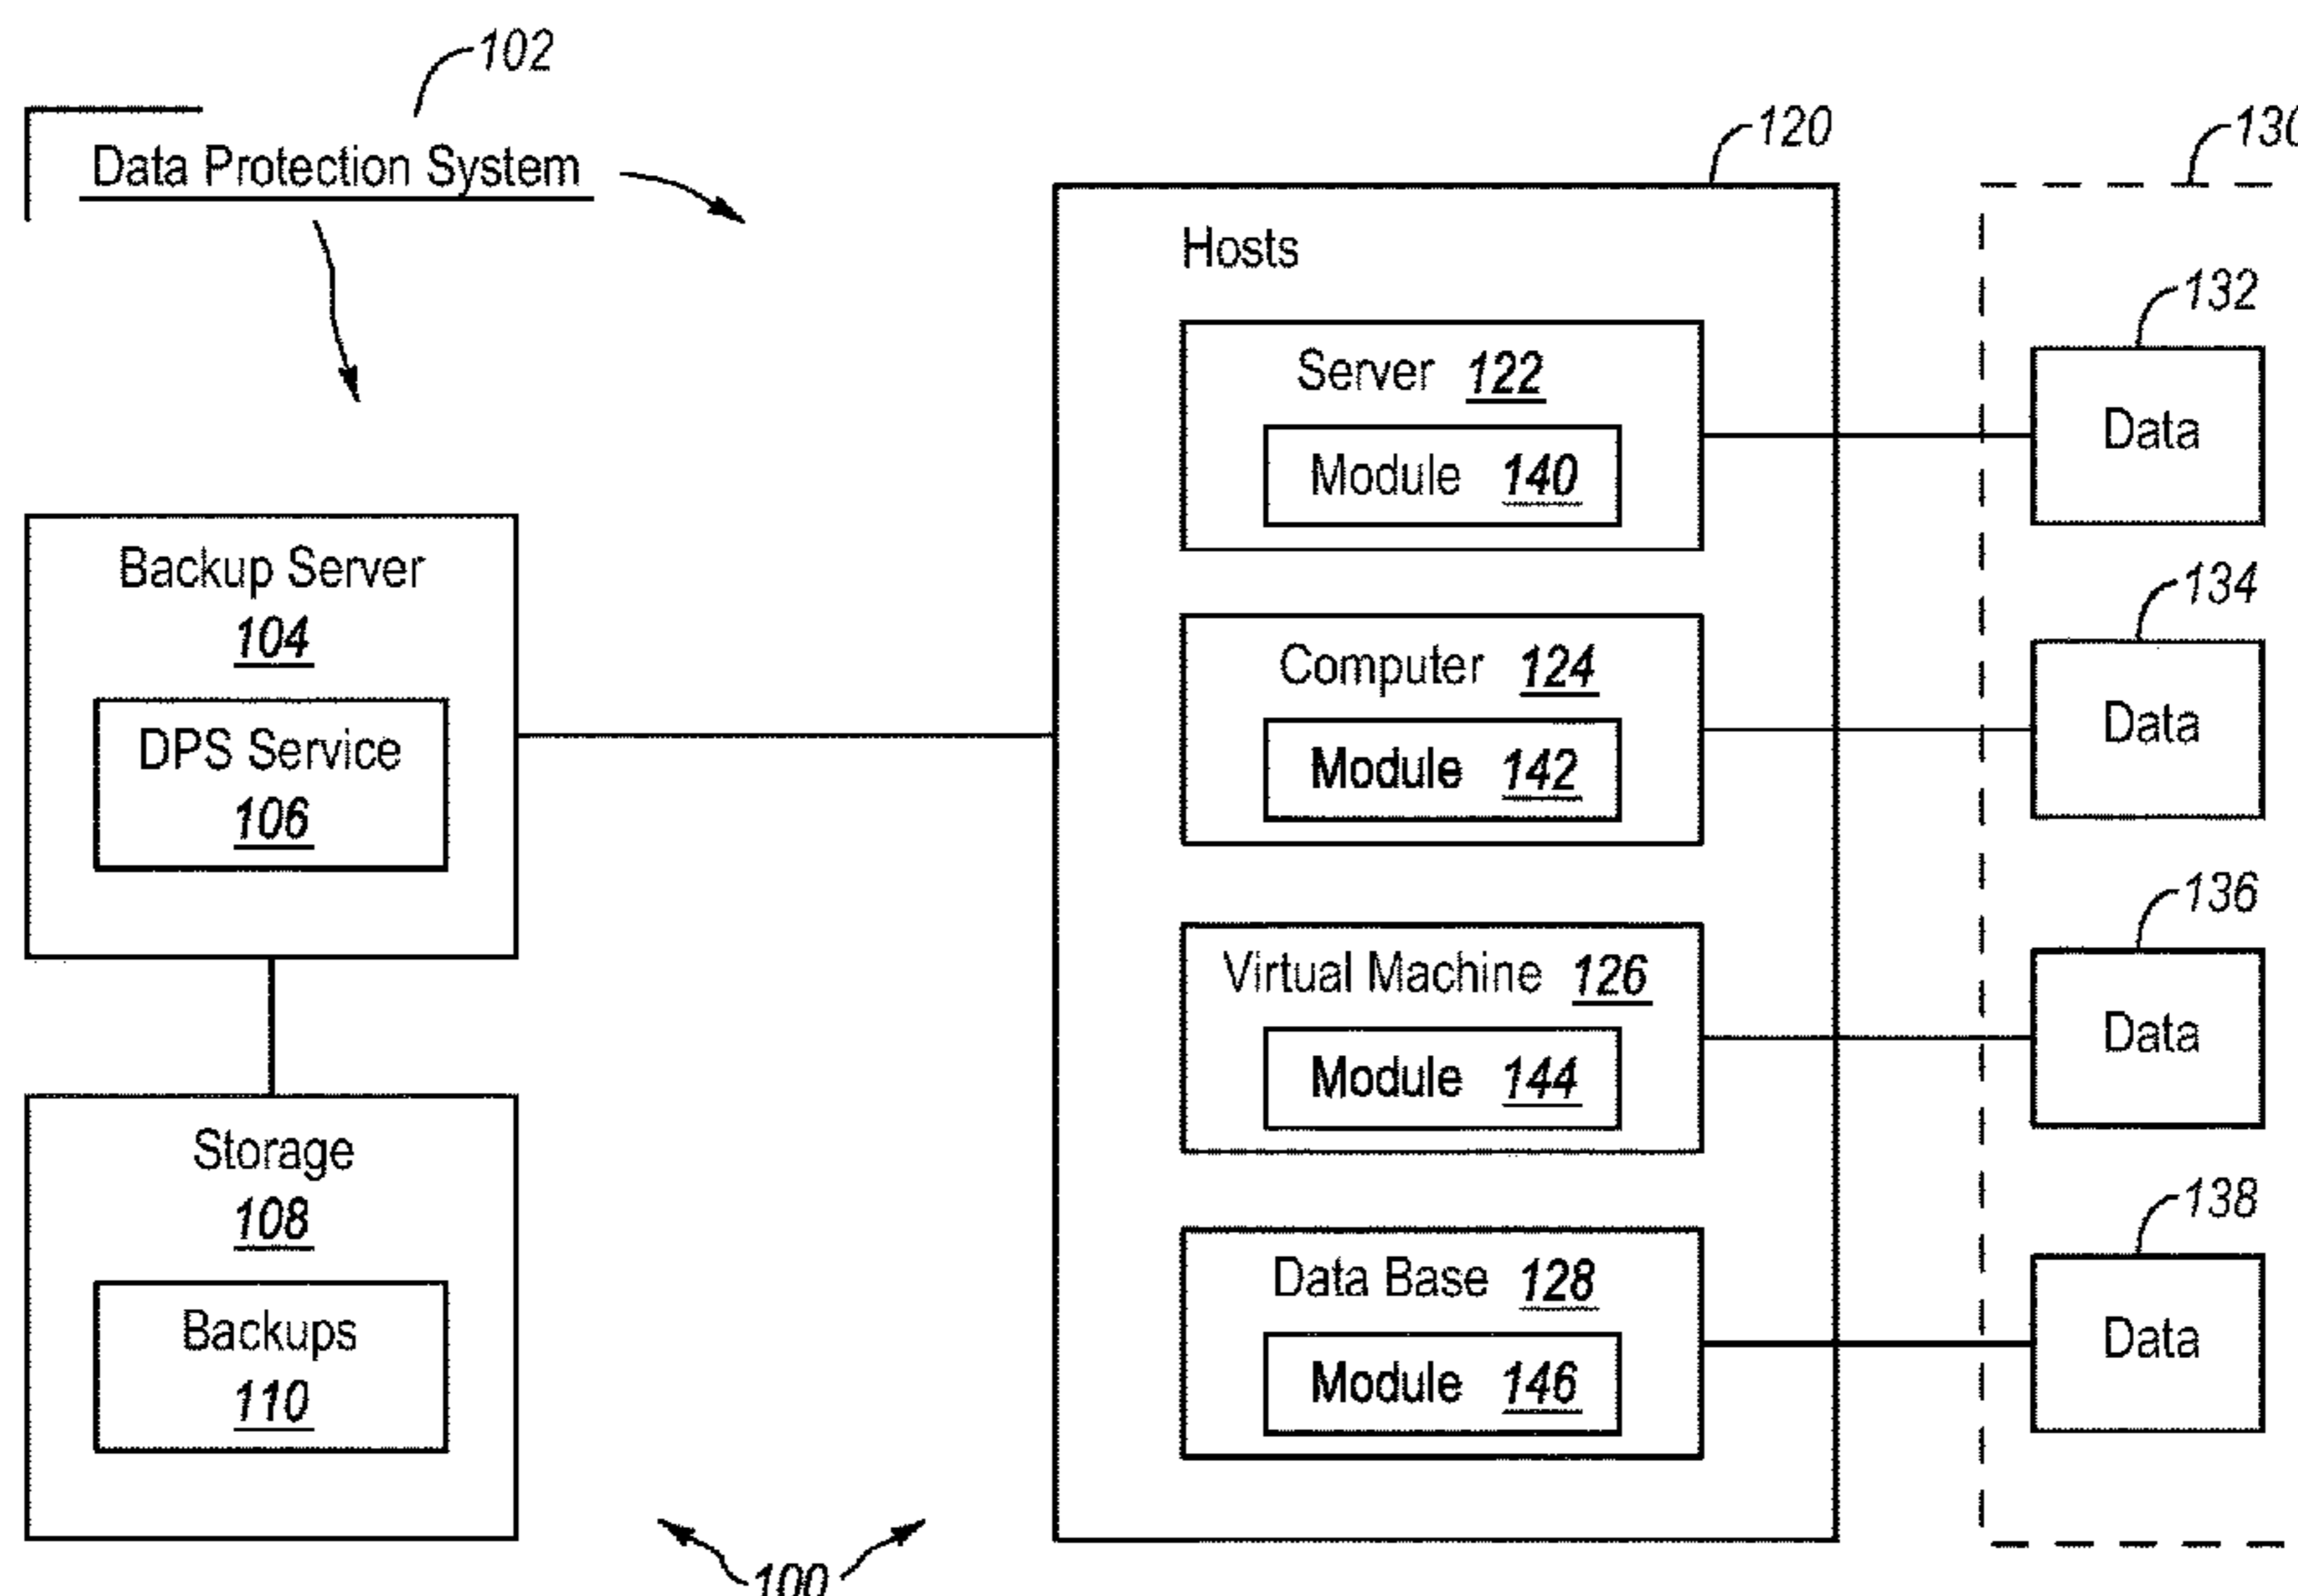 102
Data Protection System
120
130
Hosts
132
Server 122
Data
Module 140
Backup Server
104
DPS Service
106
134
Computer 124
Data
Module 142
136
Virtual Machine 126
Data
Module 144
Storage
108
Backups
110
138
Data Base 128
Data
Module 146
100